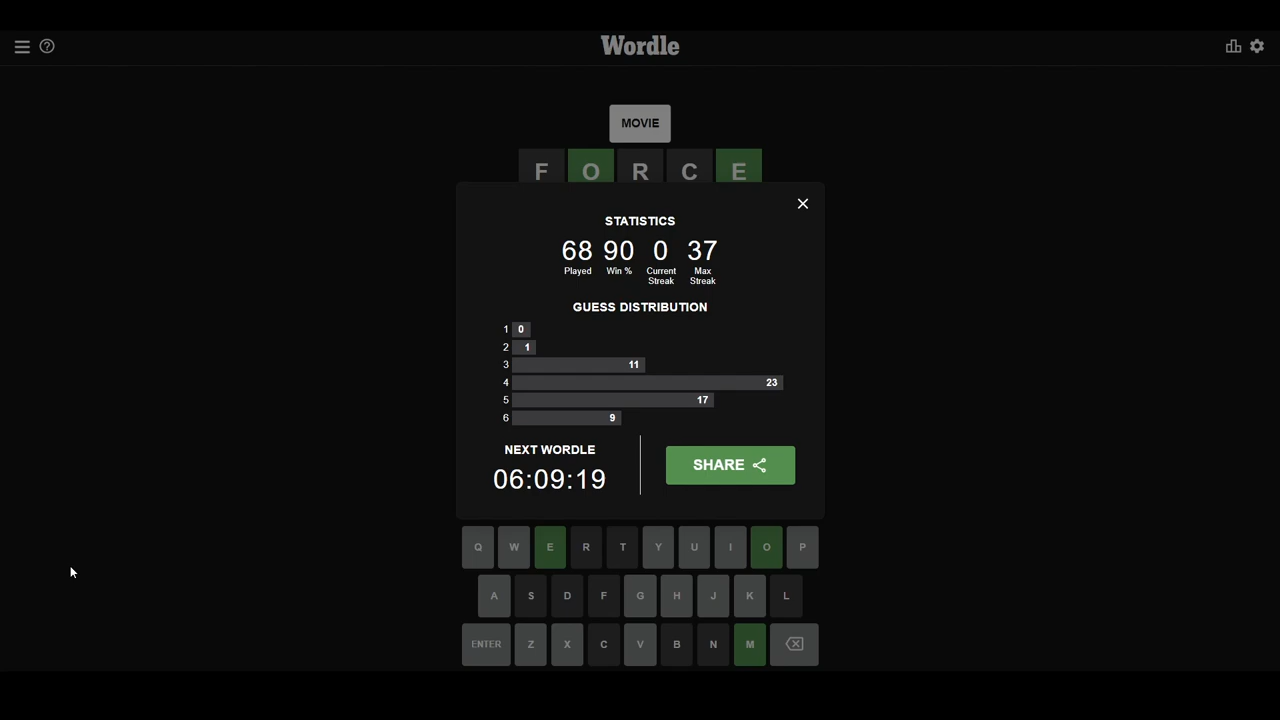 Wordle
MOVIE
F O R C E
STATISTICS
68 90 0 37
Played Win % Current Streak Max Streak
GUESS DISTRIBUTION
1 0
2 1
3 11
4 23
5 17
6 9
NEXT WORDLE
06:09:19
SHARE
Q W E R T Y U I O P
A S D F G H J K L
ENTER Z X C V B N M